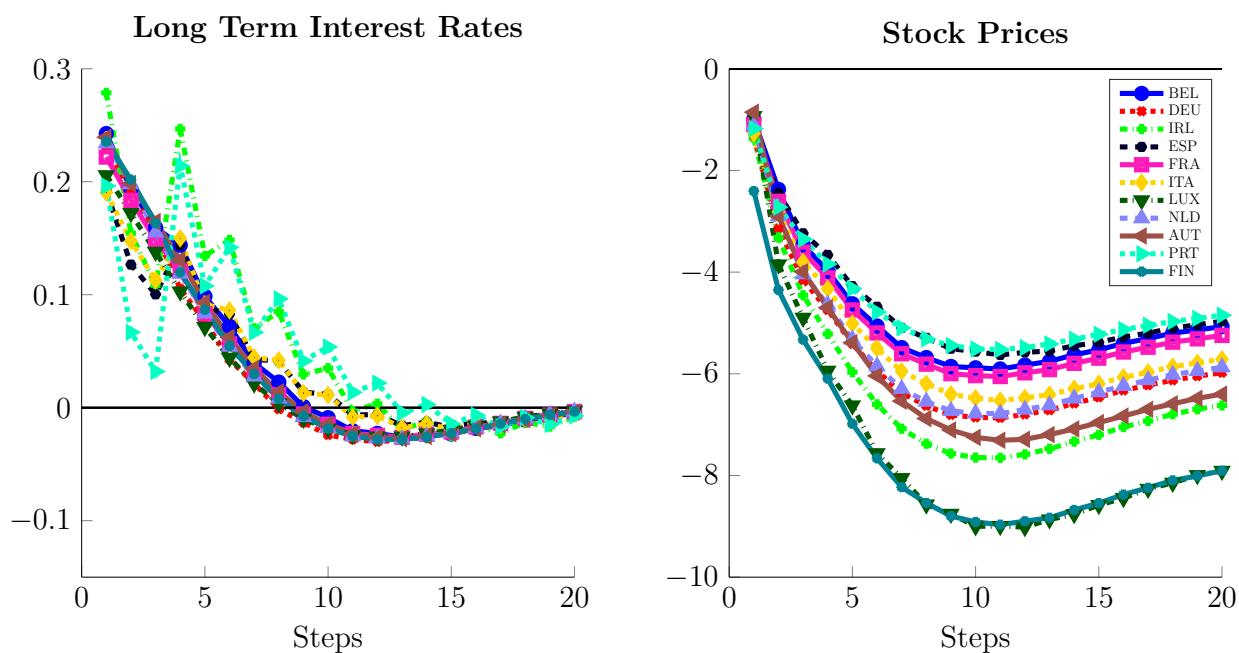 Long Term Interest Rates
0.3
0.2
0.1
0
−0.1
0 5 10 15 20
Steps
Stock Prices
0
−2
−4
−6
−8
−10
0 5 10 15 20
Steps
BEL
DEU
IRL
ESP
FRA
ITA
LUX
NLD
AUT
PRT
FIN